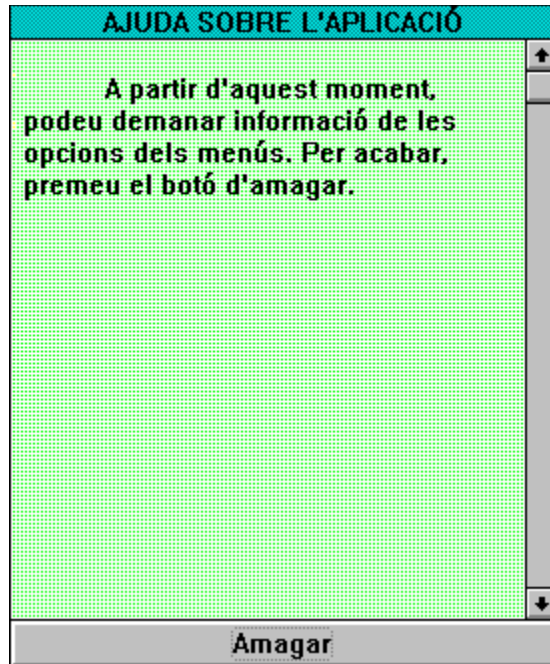 AJUDA SOBRE L'APLICACIÓ
A partir d'aquest moment,
podeu demanar informació de les
opcions dels menús. Per acabar,
premeu el botó d'amagar.
Amagar